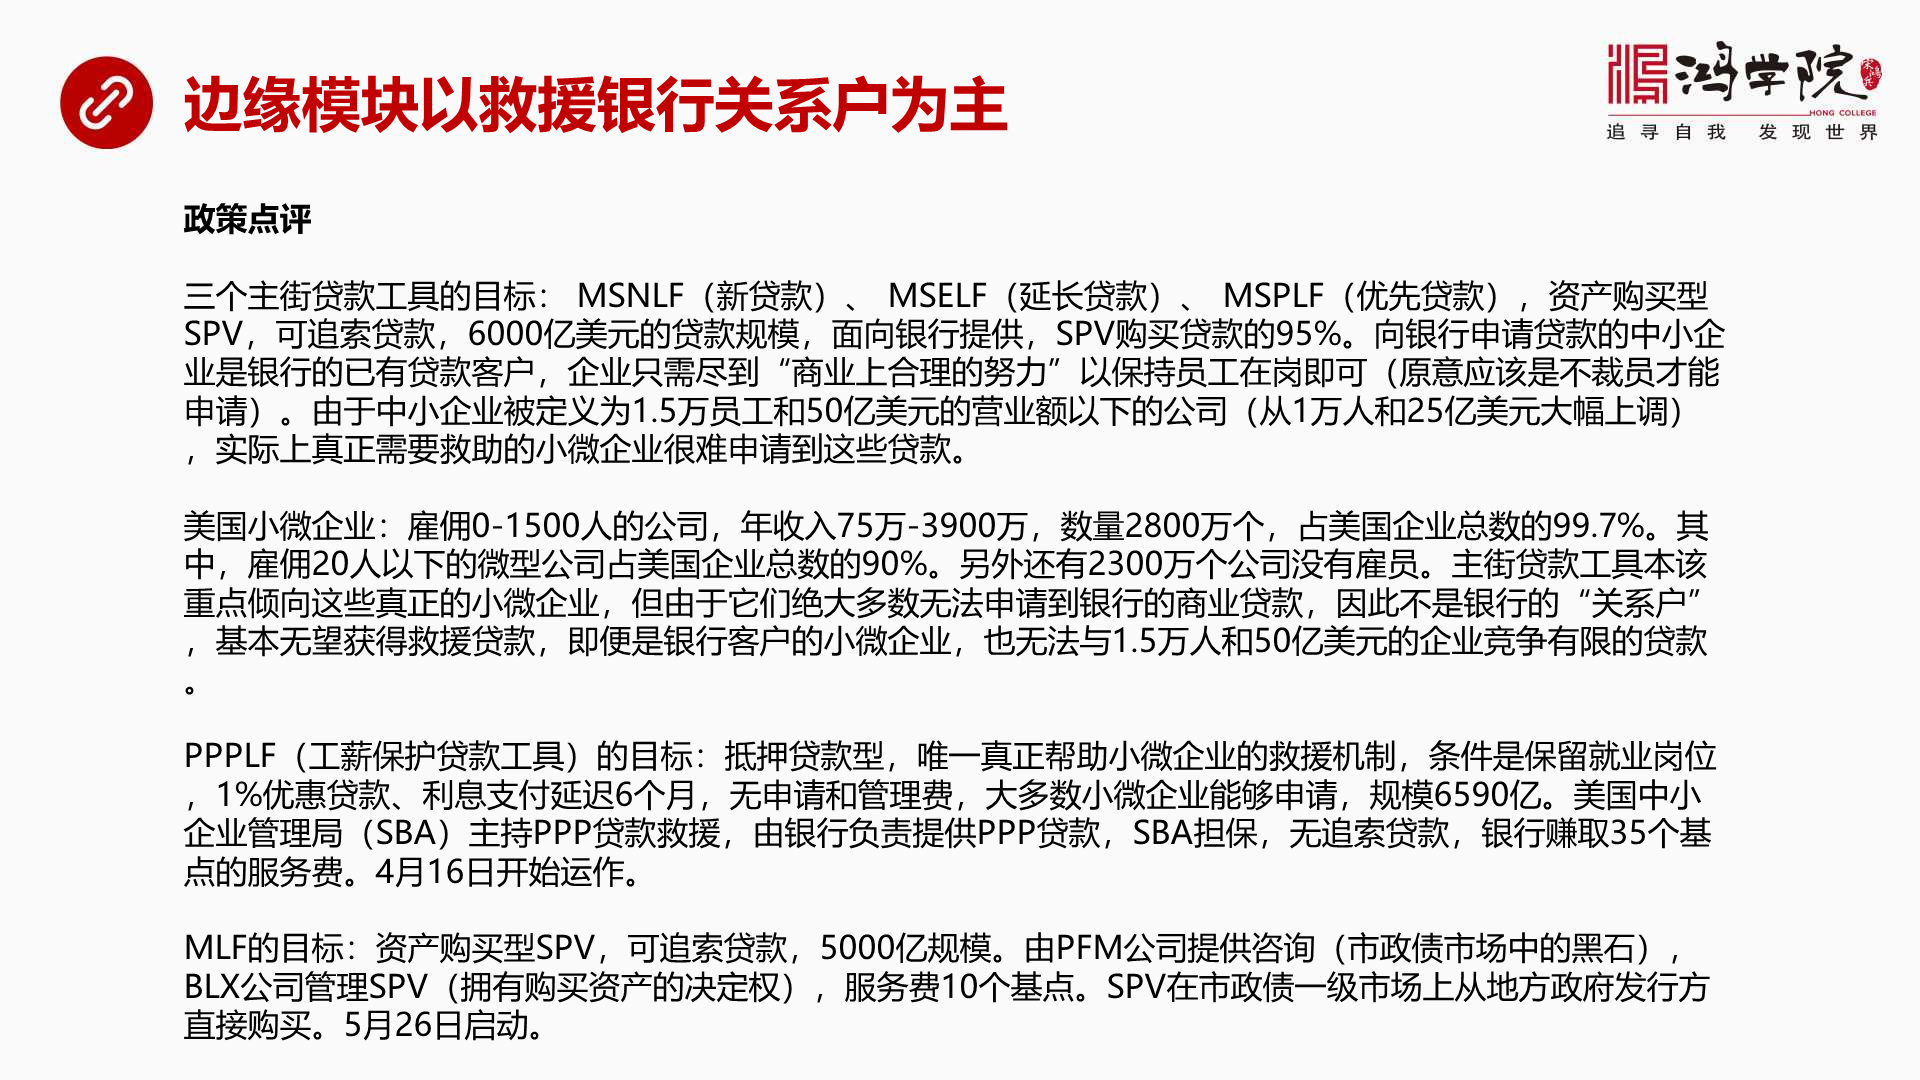 边缘模块以救援银行关系户为主
鸿学院
宋鸿兵
HONG COLLEGE
追寻自我 发现世界
政策点评
三个主街贷款工具的目标： MSNLF（新贷款）、 MSELF（延长贷款）、 MSPLF（优先贷款），资产购买型
SPV，可追索贷款，6000亿美元的贷款规模，面向银行提供，SPV购买贷款的95%。向银行申请贷款的中小企
业是银行的已有贷款客户，企业只需尽到“商业上合理的努力”以保持员工在岗即可（原意应该是不裁员才能
申请）。由于中小企业被定义为1.5万员工和50亿美元的营业额以下的公司（从1万人和25亿美元大幅上调）
，实际上真正需要救助的小微企业很难申请到这些贷款。
美国小微企业：雇佣0-1500人的公司，年收入75万-3900万，数量2800万个，占美国企业总数的99.7%。其
中，雇佣20人以下的微型公司占美国企业总数的90%。另外还有2300万个公司没有雇员。主街贷款工具本该
重点倾向这些真正的小微企业，但由于它们绝大多数无法申请到银行的商业贷款，因此不是银行的“关系户”
，基本无望获得救援贷款，即便是银行客户的小微企业，也无法与1.5万人和50亿美元的企业竞争有限的贷款
。
PPPLF（工薪保护贷款工具）的目标：抵押贷款型，唯一真正帮助小微企业的救援机制，条件是保留就业岗位
，1%优惠贷款、利息支付延迟6个月，无申请和管理费，大多数小微企业能够申请，规模6590亿。美国中小
企业管理局（SBA）主持PPP贷款救援，由银行负责提供PPP贷款，SBA担保，无追索贷款，银行赚取35个基
点的服务费。4月16日开始运作。
MLF的目标：资产购买型SPV，可追索贷款，5000亿规模。由PFM公司提供咨询（市政债市场中的黑石），
BLX公司管理SPV（拥有购买资产的决定权），服务费10个基点。SPV在市政债一级市场上从地方政府发行方
直接购买。5月26日启动。